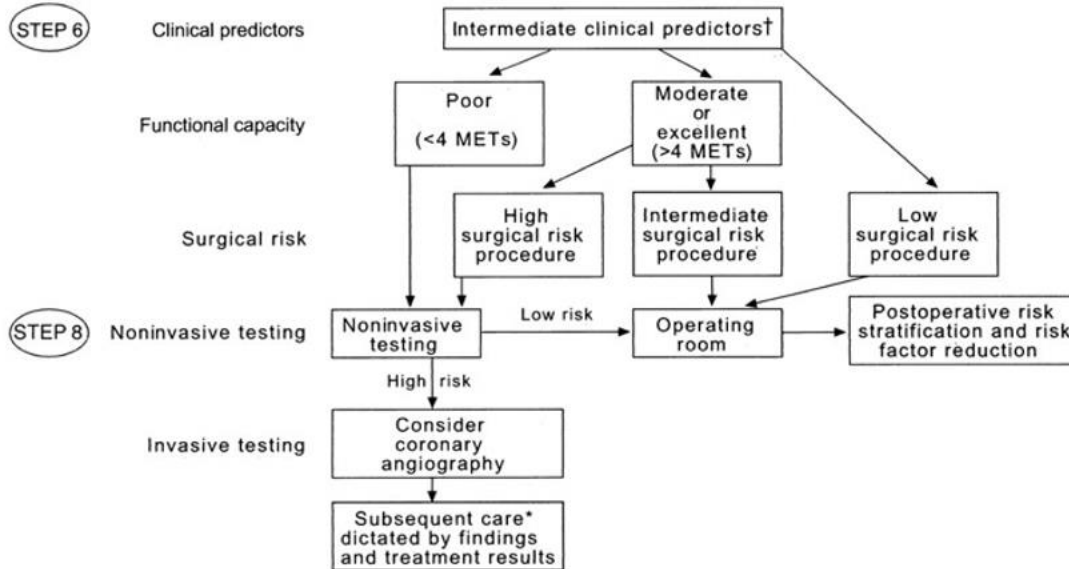 STEP 6
Clinical predictors
Intermediate clinical predictors†
Functional capacity
Poor
(<4 METs)
Moderate
or
excellent
(>4 METs)
Surgical risk
High
surgical risk
procedure
Intermediate
surgical risk
procedure
Low
surgical risk
procedure
STEP 8
Noninvasive testing
Noninvasive
testing
Low risk
Operating
room
Postoperative risk
stratification and risk
factor reduction
High risk
Invasive testing
Consider
coronary
angiography
Subsequent care*
dictated by findings
and treatment results